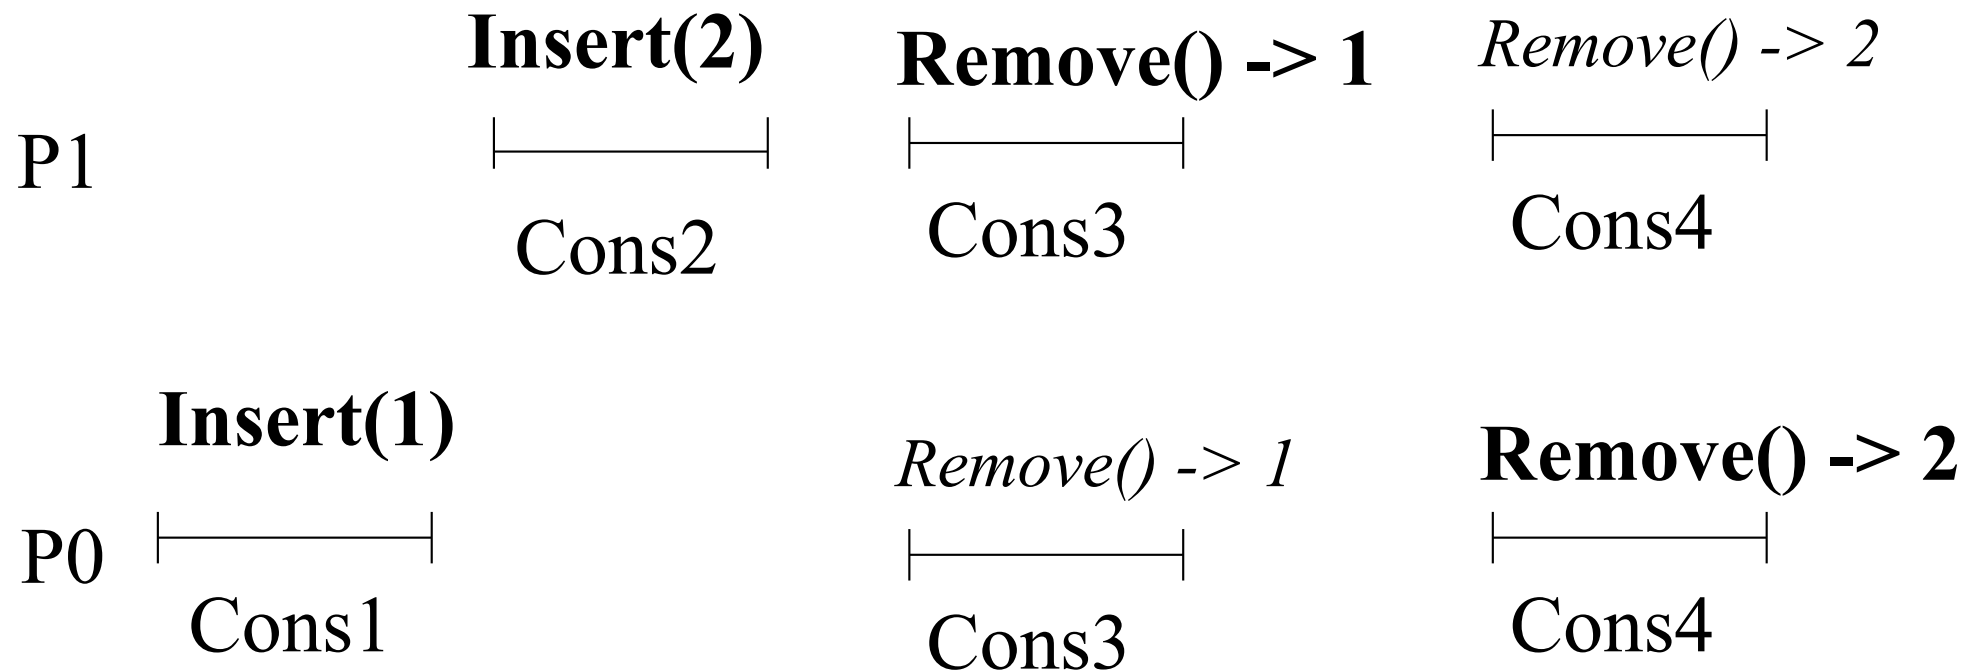 Insert(2) Remove() -> 1 Remove() -> 2
P1
Cons2 Cons3 Cons4
Insert(1) Remove() -> 1 Remove() -> 2
P0
Cons1 Cons3 Cons4